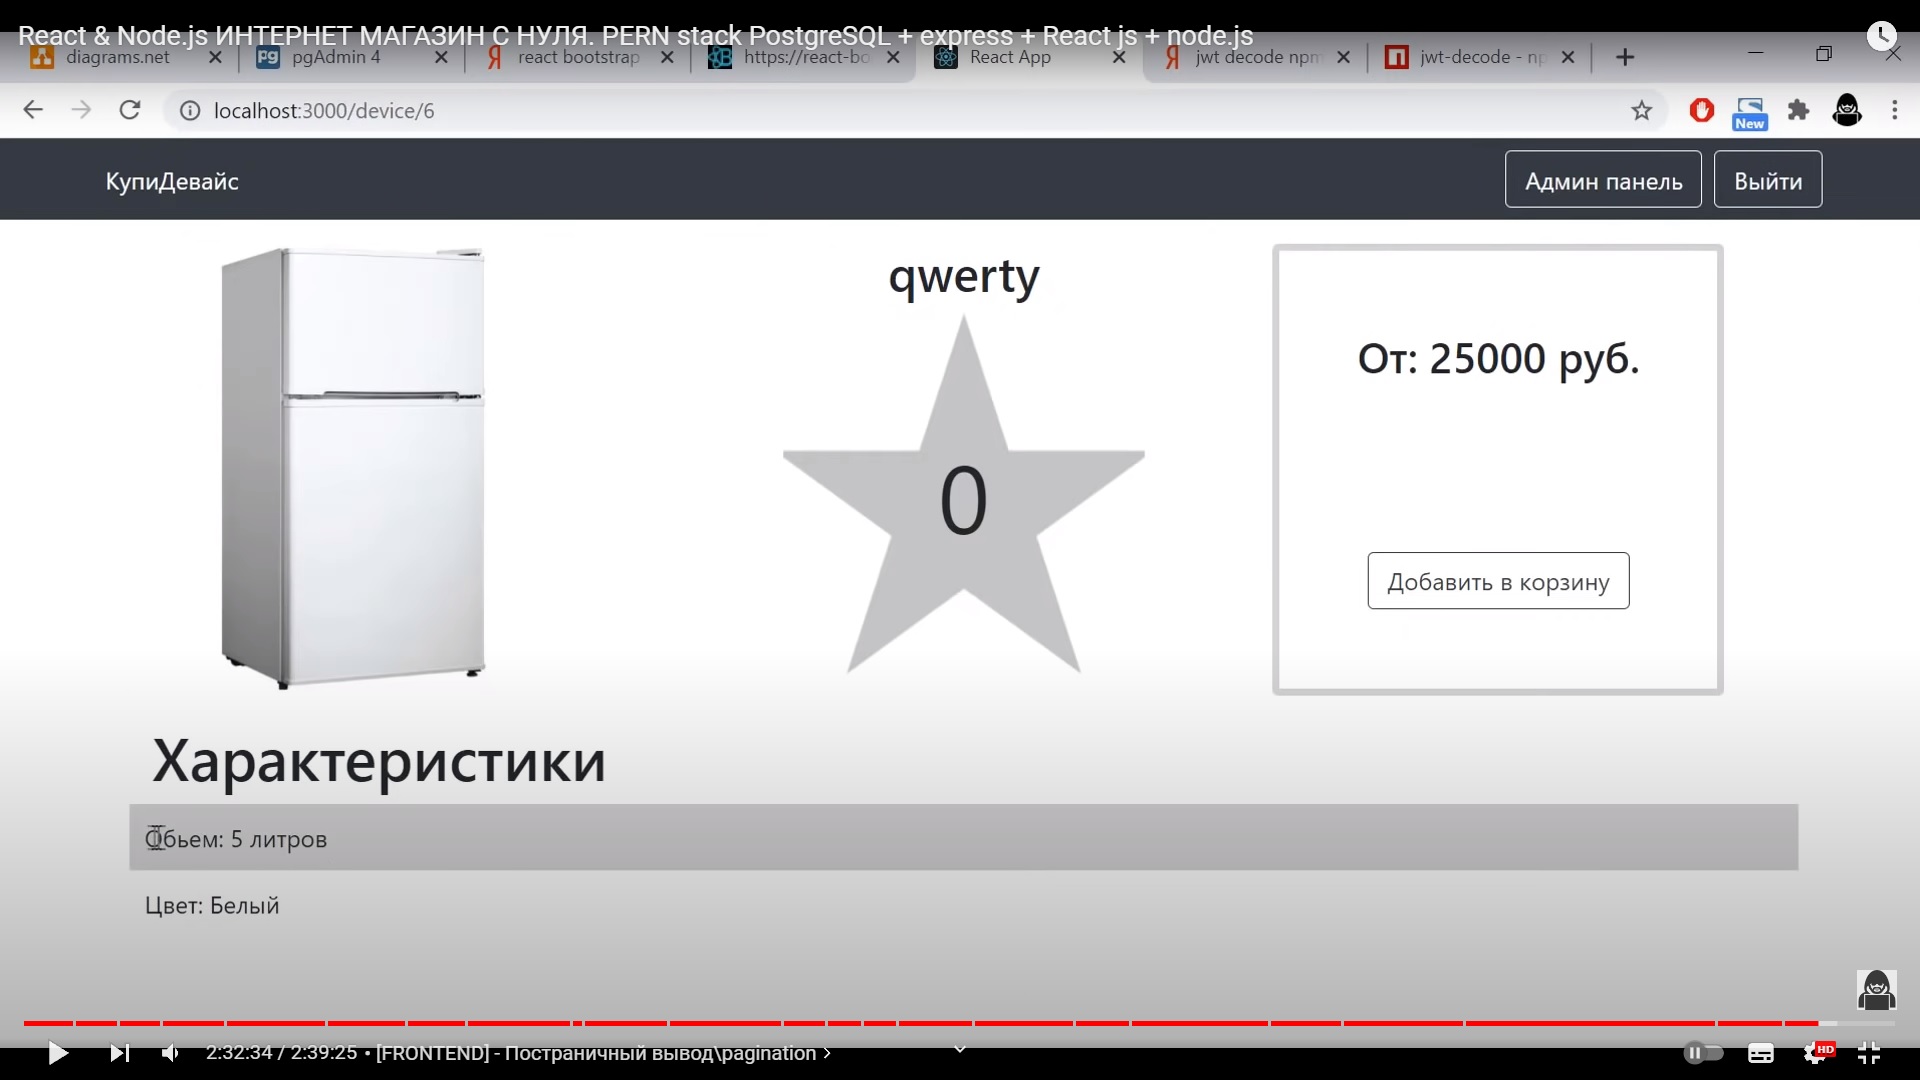 React & Node.js ИНТЕРНЕТ МАГАЗИН С НУЛЯ. PERN stack PostgreSQL + express + React js + node.js
diagrams.net
pgAdmin 4
react bootstrap
https://react-bo
React App
jwt decode npm
jwt-decode - np
localhost:3000/device/6
New
КупиДевайс
Админ панель
Выйти
qwerty
0
От: 25000 руб.
Добавить в корзину
Характеристики
Обьем: 5 литров
Цвет: Белый
2:32:34 / 2:39:25 • [FRONTEND] - Постраничный вывод\pagination
HD